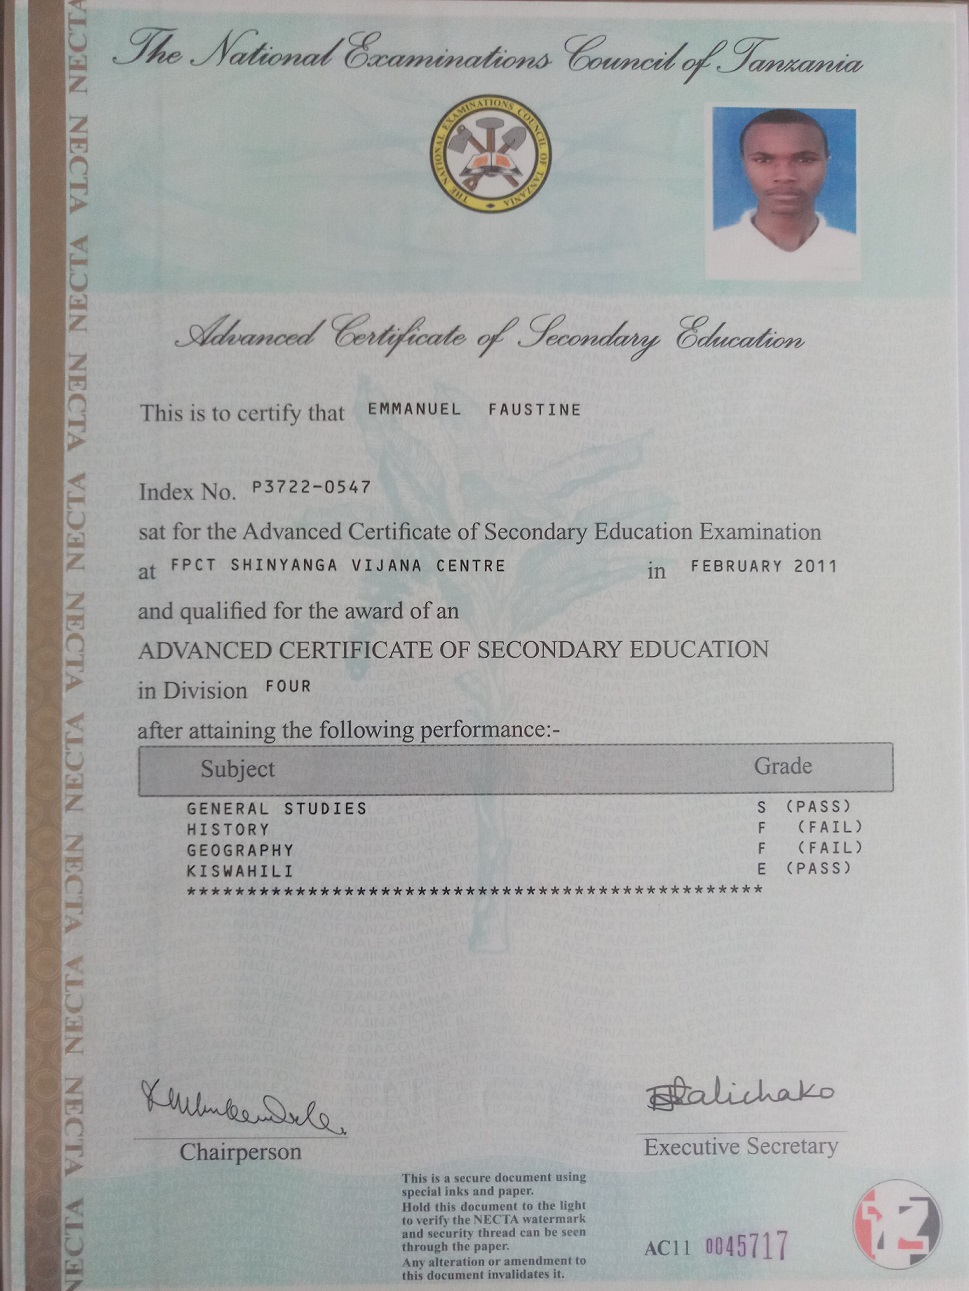 The National Examinations Council of Tanzania
THE NATIONAL EXAMINATIONS COUNCIL OF TANZANIA
Advanced Certificate of Secondary Education
This is to certify that EMMANUEL FAUSTINE
Index No. P3722-0547
sat for the Advanced Certificate of Secondary Education Examination
at FPCT SHINYANGA VIJANA CENTRE in FEBRUARY 2011
and qualified for the award of an
ADVANCED CERTIFICATE OF SECONDARY EDUCATION
in Division FOUR
after attaining the following performance:-
Subject Grade
GENERAL STUDIES S (PASS)
HISTORY F (FAIL)
GEOGRAPHY F (FAIL)
KISWAHILI E (PASS)
************************************************
Chairperson
Executive Secretary
This is a secure document using
special inks and paper.
Hold this document to the light
to verify the NECTA watermark
and security thread can be seen
through the paper.
Any alteration or amendment to
this document invalidates it.
AC11 0045717
NECTA NECTA NECTA NECTA NECTA NECTA NECTA NECTA NECTA NECTA NECTA